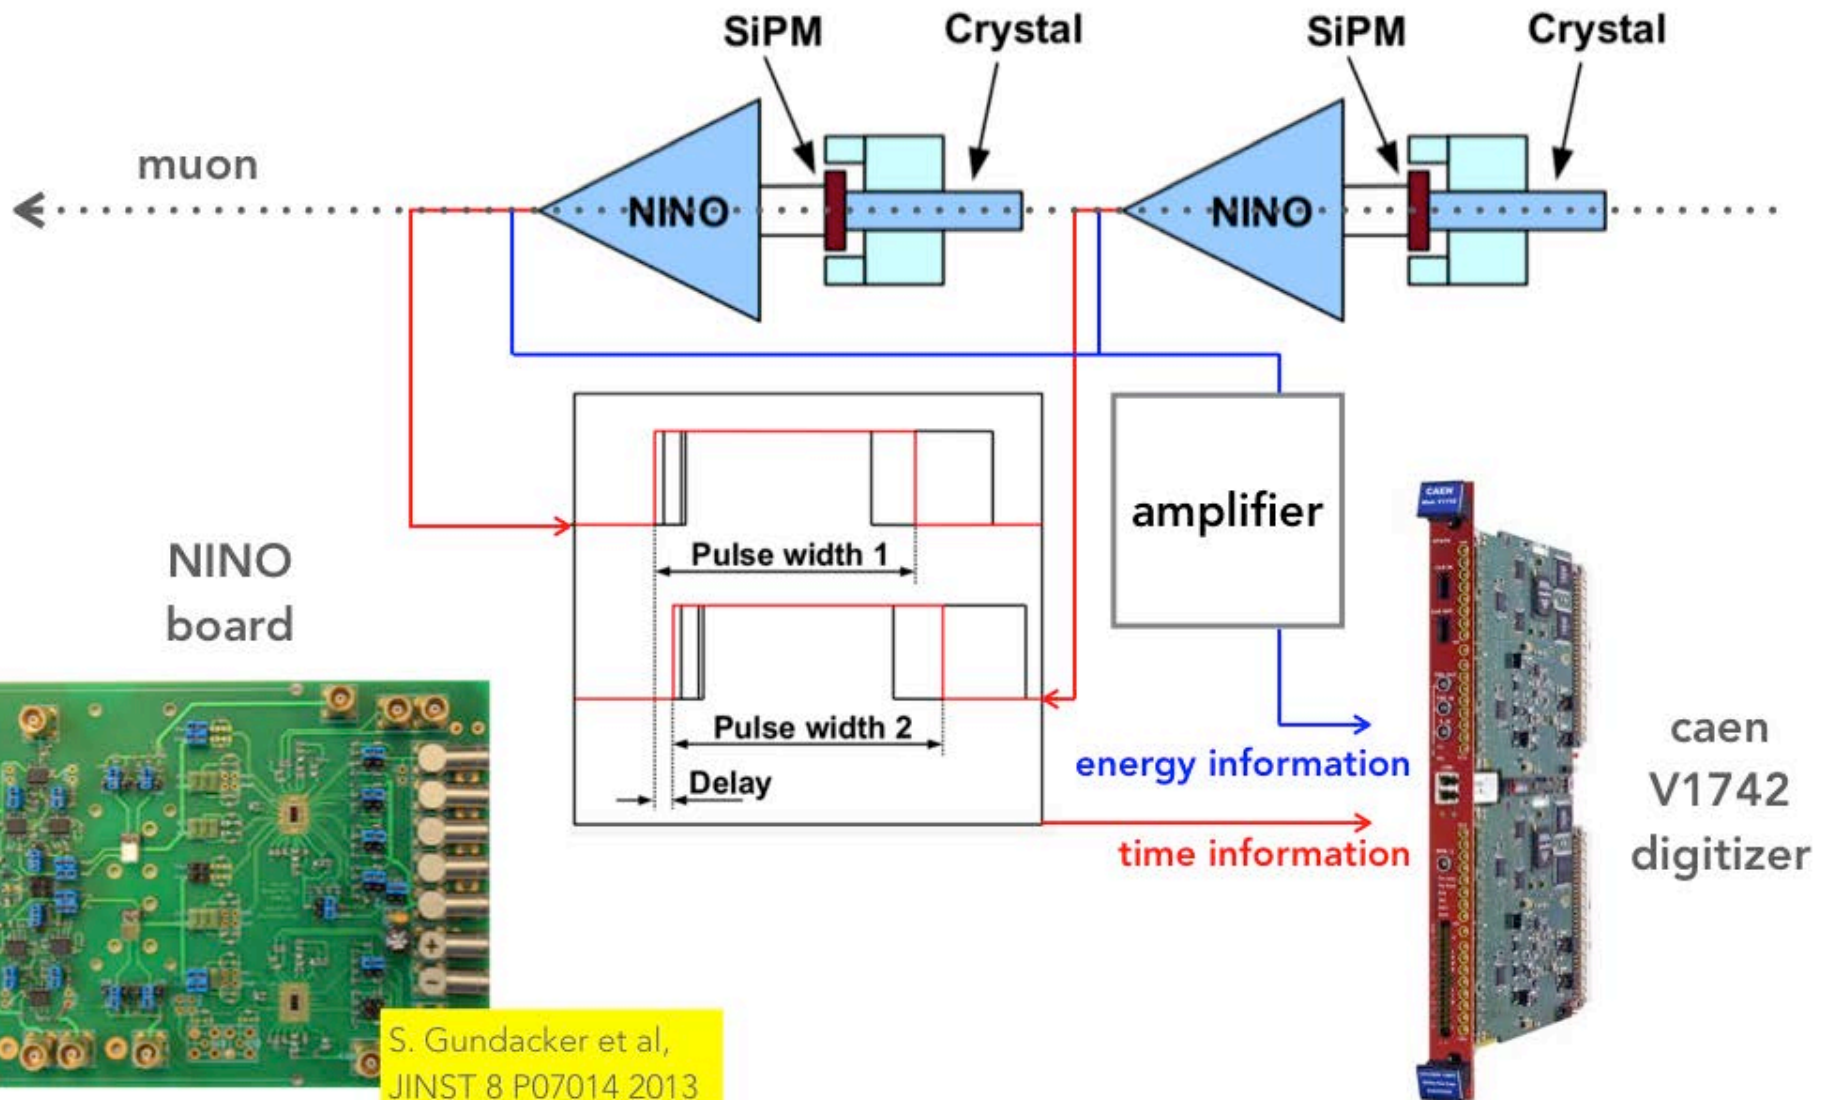 SiPM
Crystal
SiPM
Crystal
muon
NINO
NINO
Pulse width 1
amplifier
CAEN
NINO
board
Pulse width 2
Delay
energy information
time information
caen
V1742
digitizer
S. Gundacker et al,
JINST 8 P07014 2013